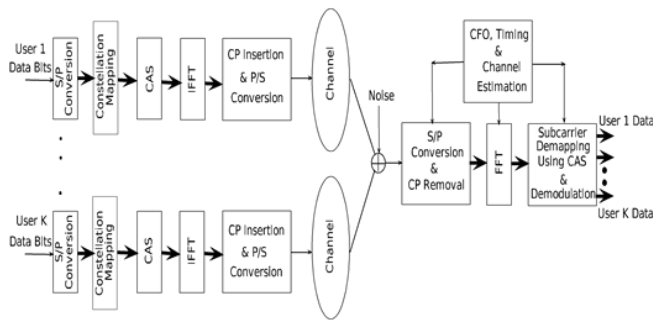 User 1
Data Bits
S/P
Conversion
Constellation
Mapping
CAS
IFFT
CP Insertion
& P/S
Conversion
Channel
Noise
CFO, Timing
&
Channel
Estimation
S/P
Conversion
&
CP Removal
FFT
Subcarrier
Demapping
Using CAS
&
Demodulation
User 1 Data
User K Data
User K
Data Bits
S/P
Conversion
Constellation
Mapping
CAS
IFFT
CP Insertion
& P/S
Conversion
Channel